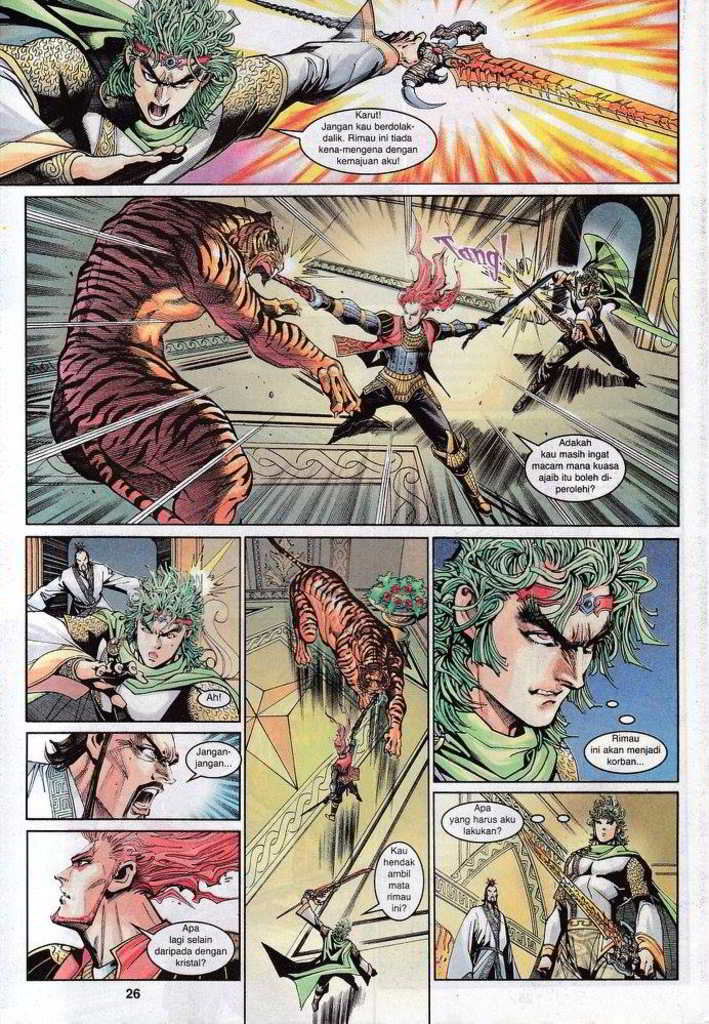 Karut!
Jangan kau berdolak-
dalik. Rimau ini tiada
kena-mengena dengan
kemajuan aku!
Tang!
Adakah
kau masih ingat
macam mana kuasa
ajaib itu boleh di-
perolehi?
Ah!
Jangan-
jangan...
Apa
lagi selain
daripada dengan
kristal?
Kau
hendak
ambil
mata
rimau
ini?
Rimau
ini akan menjadi
korban...
Apa
yang harus aku
lakukan?
26